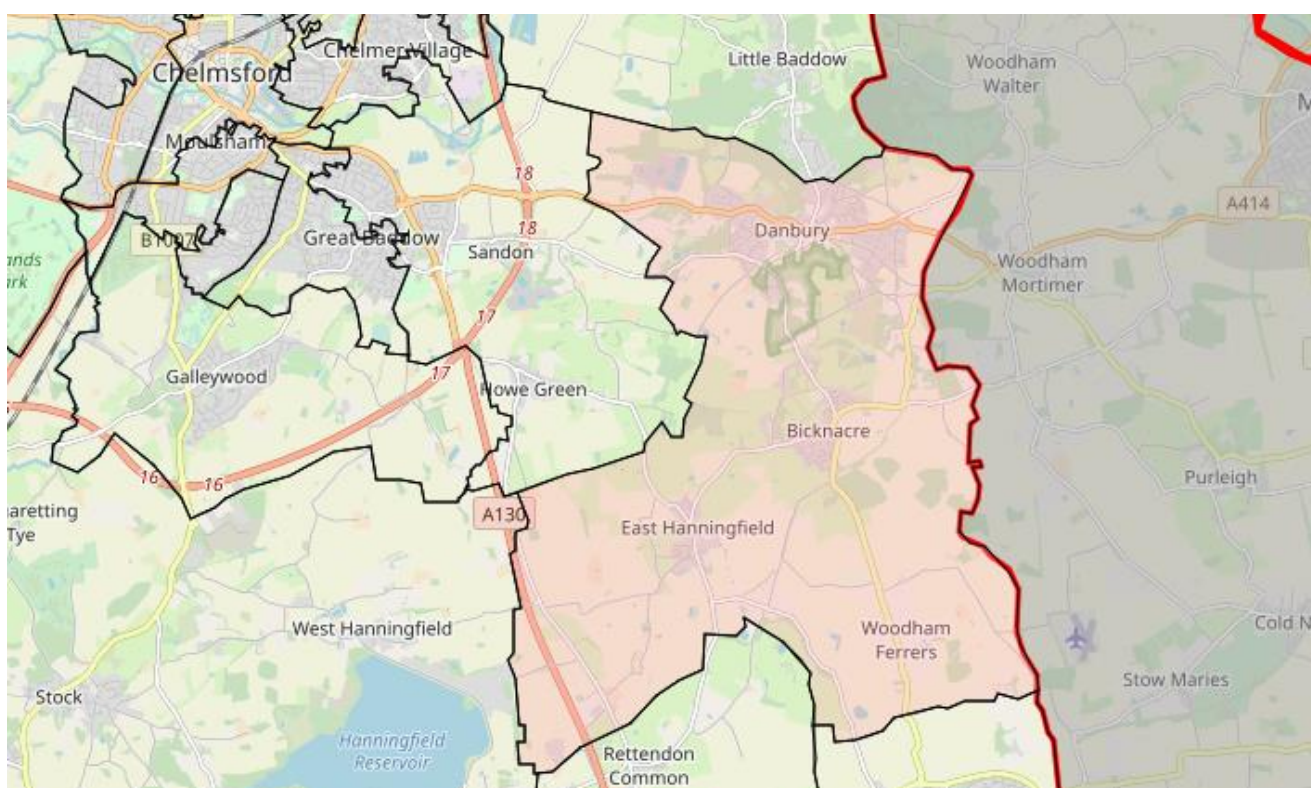 Chelmer Village
Little Baddow
Woodham
Walter
Chelmsford
Moulsham
18
A414
B1007
Great Baddow
18
Danbury
Sandon
ands
ark
Woodham
Mortimer
17
Galleywood
17
Howe Green
Bicknacre
16
16
Purleigh
aretting
Tye
A130
East Hanningfield
West Hanningfield
Woodham
Ferrers
Cold N
Stock
Stow Maries
Hanningfield
Reservoir
Rettendon
Common